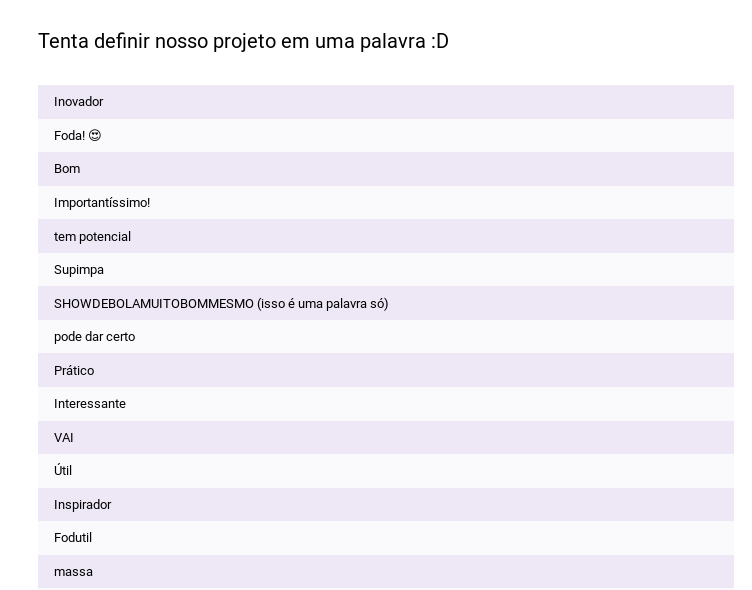 Tenta definir nosso projeto em uma palavra :D
Inovador
Foda! 😍
Bom
Importantíssimo!
tem potencial
Supimpa
SHOWDEBOLAMUITOBOMMESMO (isso é uma palavra só)
pode dar certo
Prático
Interessante
VAI
Útil
Inspirador
Fodutil
massa